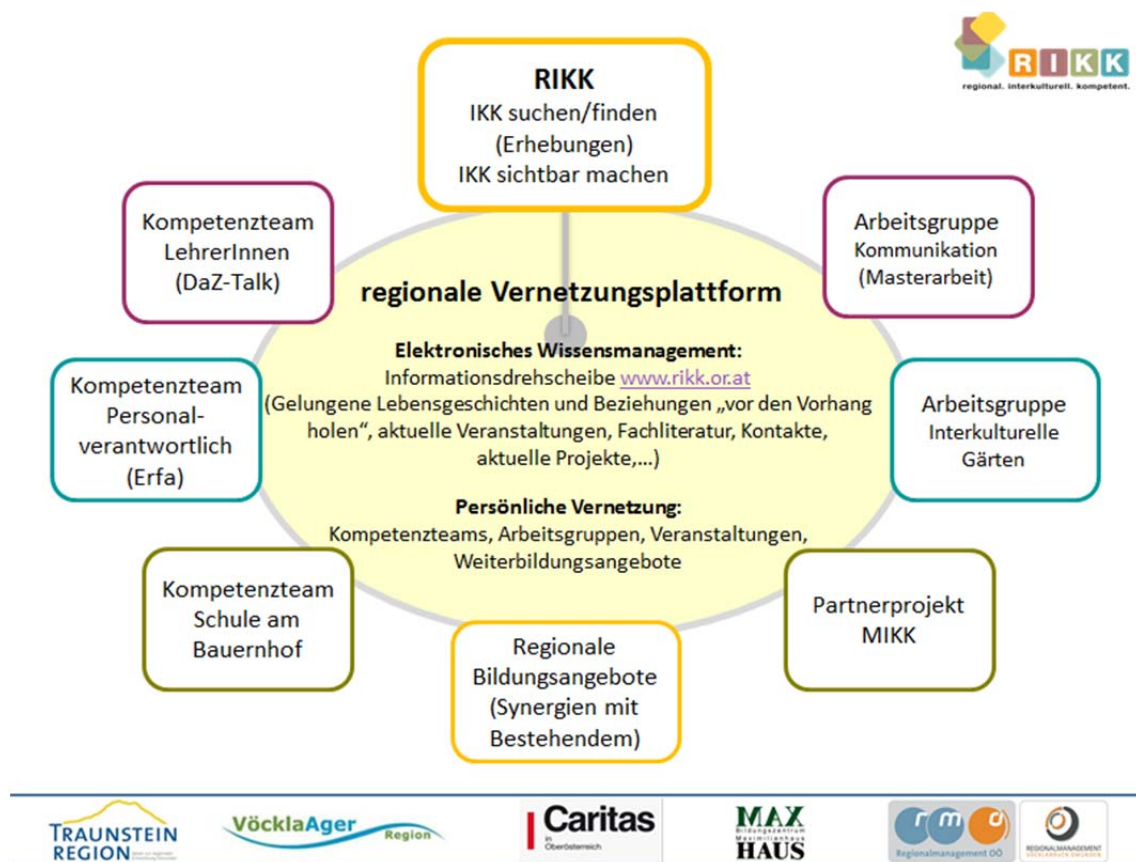 RIKK
regional. interkulturell. kompetent.
RIKK
IKK suchen/finden
(Erhebungen)
IKK sichtbar machen
Kompetenzteam
LehrerInnen
(DaZ-Talk)
Arbeitsgruppe
Kommunikation
(Masterarbeit)
regionale Vernetzungsplattform
Elektronisches Wissensmanagement:
Informationsdrehscheibe www.rikk.or.at
(Gelungene Lebensgeschichten und Beziehungen „vor den Vorhang
holen“, aktuelle Veranstaltungen, Fachliteratur, Kontakte,
aktuelle Projekte,...)
Persönliche Vernetzung:
Kompetenzteams, Arbeitsgruppen, Veranstaltungen,
Weiterbildungsangebote
Kompetenzteam
Personal-
verantwortlich
(Erfa)
Arbeitsgruppe
Interkulturelle
Gärten
Kompetenzteam
Schule am
Bauernhof
Partnerprojekt
MIKK
Regionale
Bildungsangebote
(Synergien mit
Bestehendem)
TRAUNSTEIN
REGION
VöcklaAger
Region
Caritas
in
Oberösterreich
MAX
Bildungszentrum
Maximilianhaus
HAUS
rmd
Regionalmanagement OÖ
REGIONALMANAGEMENT
VÖCKLABRUCK GMUNDEN